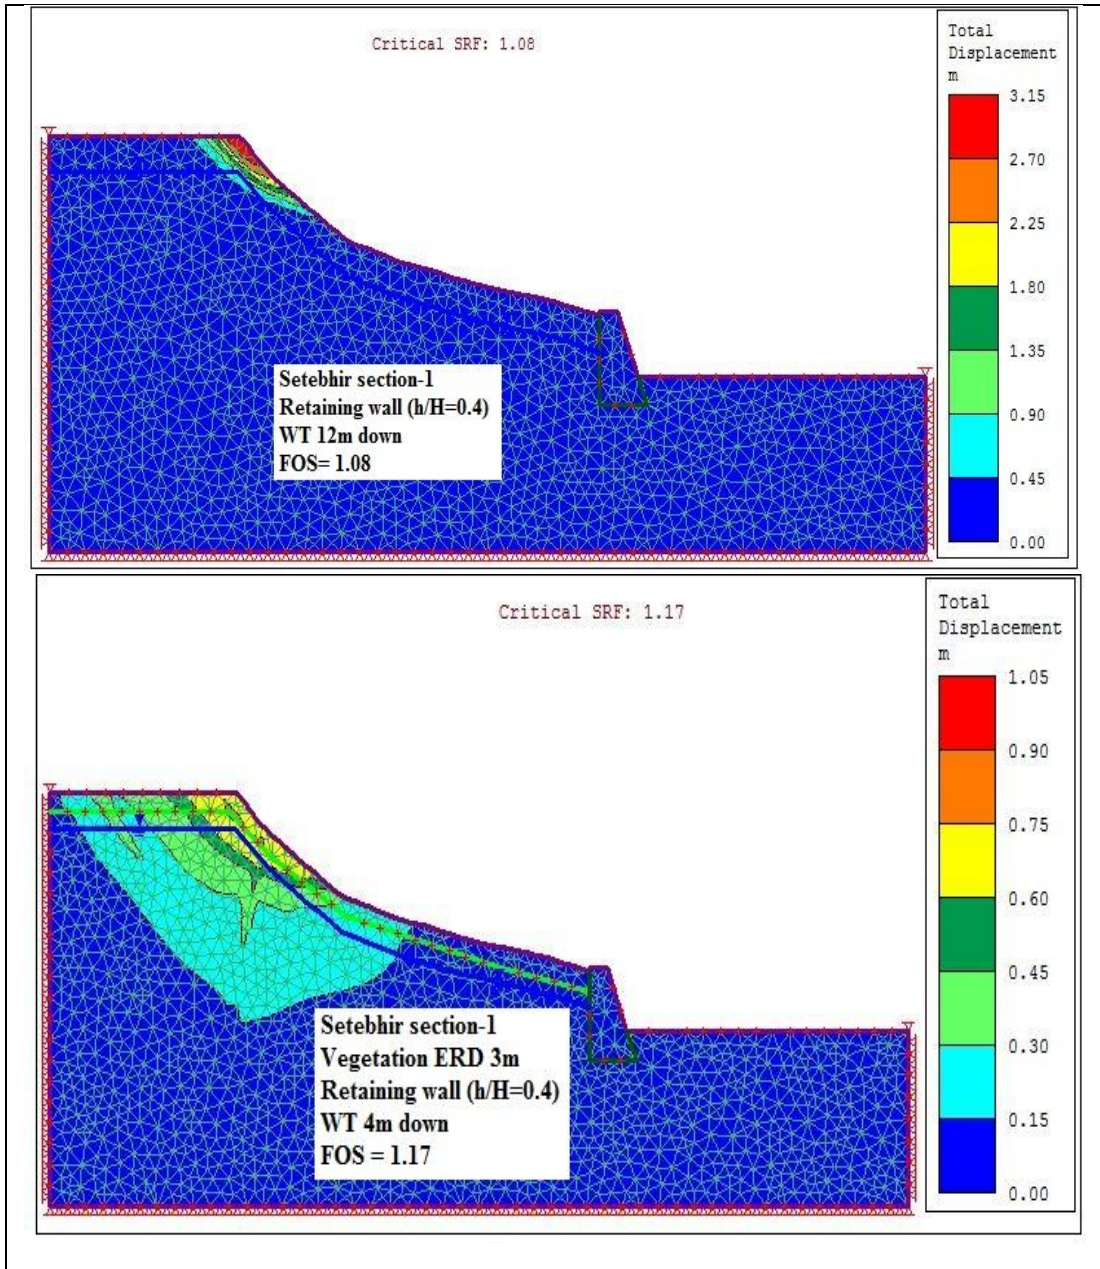 Critical SRF: 1.08
Total
Displacement
m
3.15
2.70
2.25
1.80
1.35
0.90
0.45
0.00
Setebhir section-1
Retaining wall (h/H=0.4)
WT 12m down
FOS= 1.08
Critical SRF: 1.17
Total
Displacement
m
1.05
0.90
0.75
0.60
0.45
0.30
0.15
0.00
Setebhir section-1
Vegetation ERD 3m
Retaining wall (h/H=0.4)
WT 4m down
FOS = 1.17